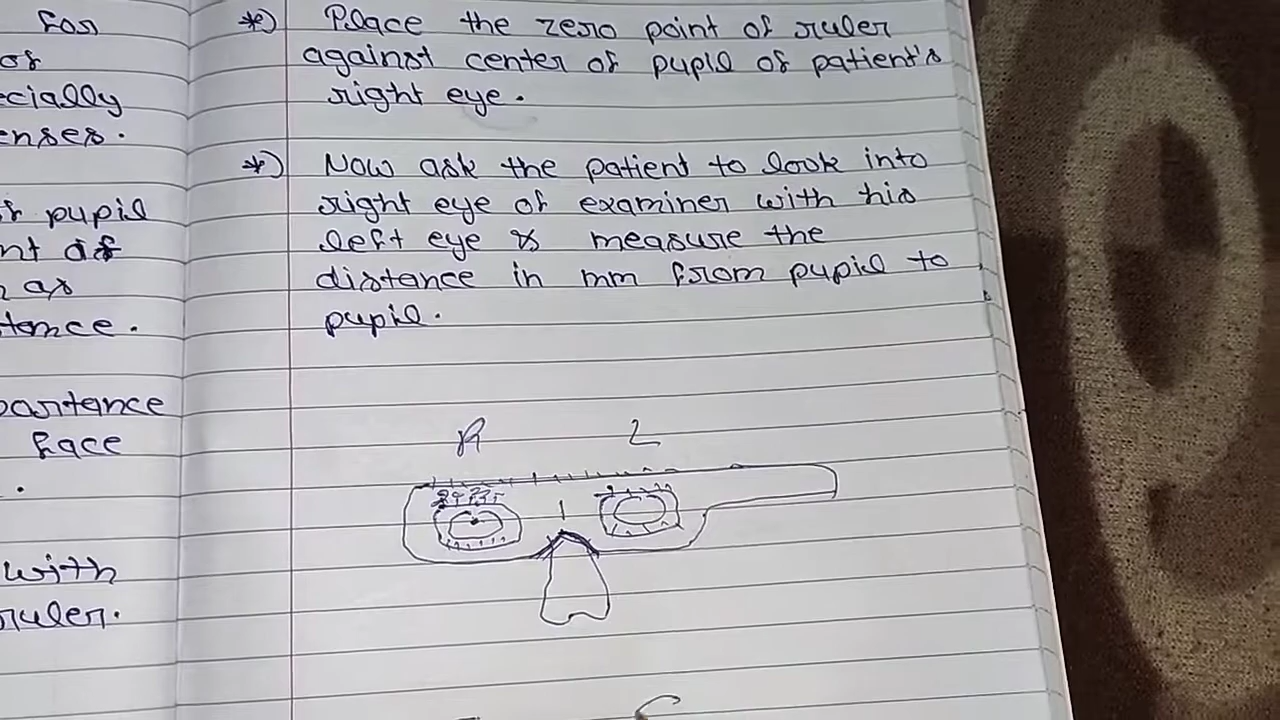 for
of
cially
enses.
f pupil
nt of
as
tance.
portance
face
.
with
ruler.
*) Place the zero point of ruler
against center of pupil of patient's
right eye.
*) Now ask the patient to look into
right eye of examiner with his
left eye & measure the
distance in mm from pupil to
pupil.
R L